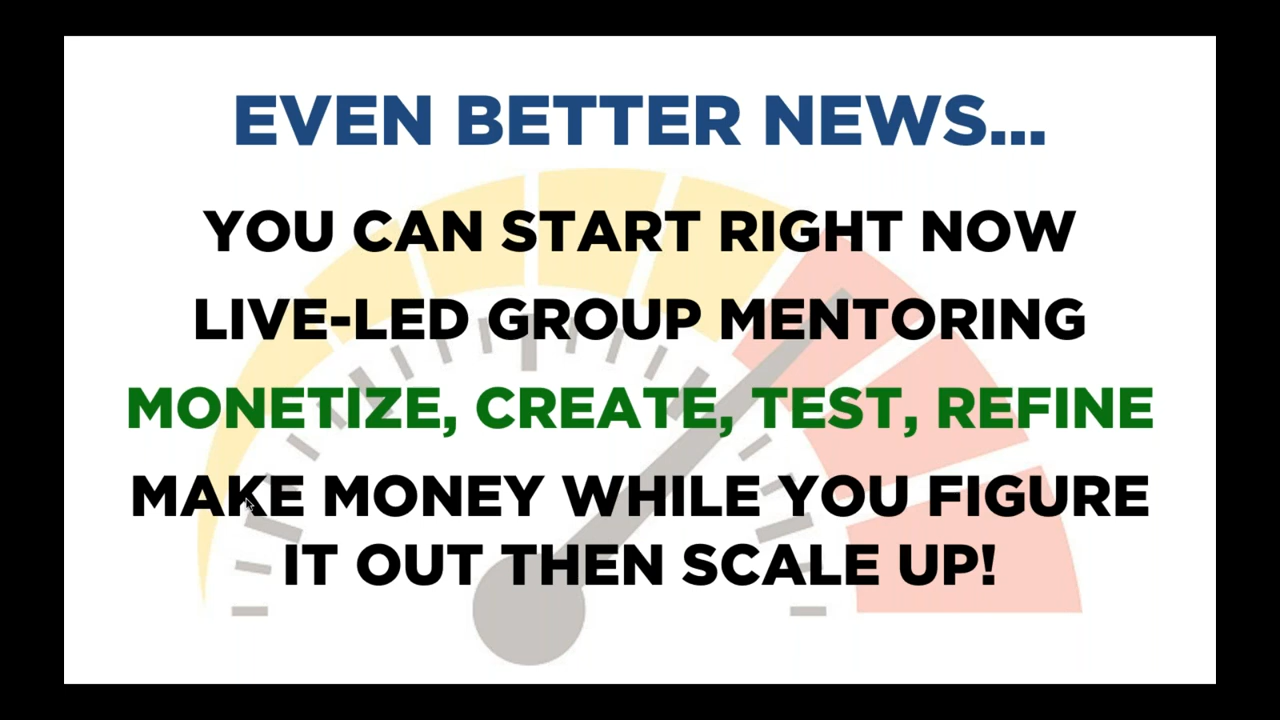 EVEN BETTER NEWS...
YOU CAN START RIGHT NOW
LIVE-LED GROUP MENTORING
MONETIZE, CREATE, TEST, REFINE
MAKE MONEY WHILE YOU FIGURE
IT OUT THEN SCALE UP!